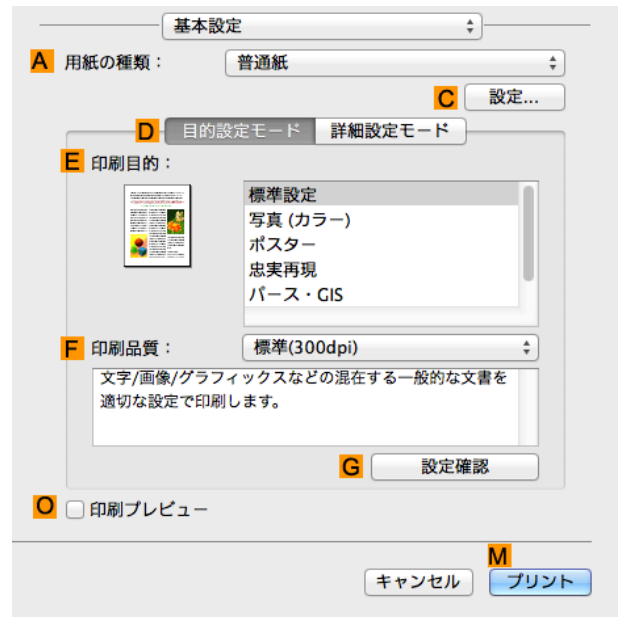 基本設定
A 用紙の種類： 普通紙
C 設定...
D 目的設定モード 詳細設定モード
E 印刷目的：
標準設定
写真 (カラー)
ポスター
忠実再現
パース・GIS
F 印刷品質： 標準(300dpi)
文字/画像/グラフィックスなどの混在する一般的な文書を
適切な設定で印刷します。
G 設定確認
O 印刷プレビュー
M
キャンセル プリント